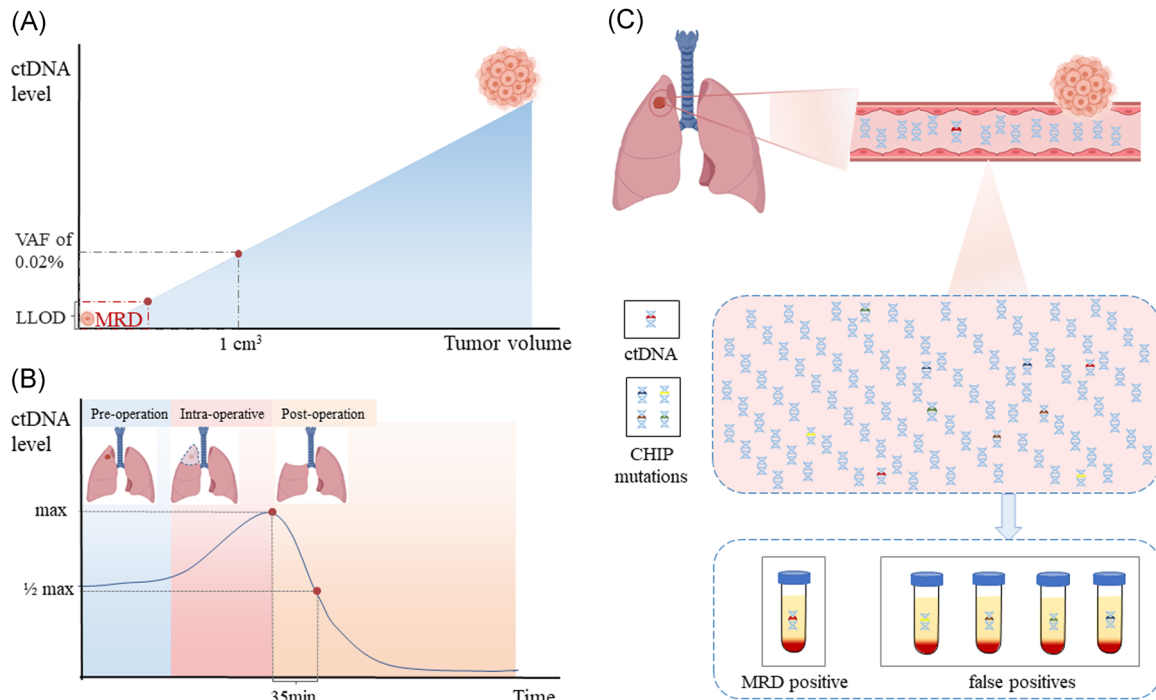 (A)
ctDNA
level
VAF of
0.02%
LLOD
MRD
1 cm³
Tumor volume
(B)
ctDNA
level
Pre-operation
Intra-operative
Post-operation
max
½ max
35min
Time
(C)
ctDNA
CHIP
mutations
MRD positive
false positives